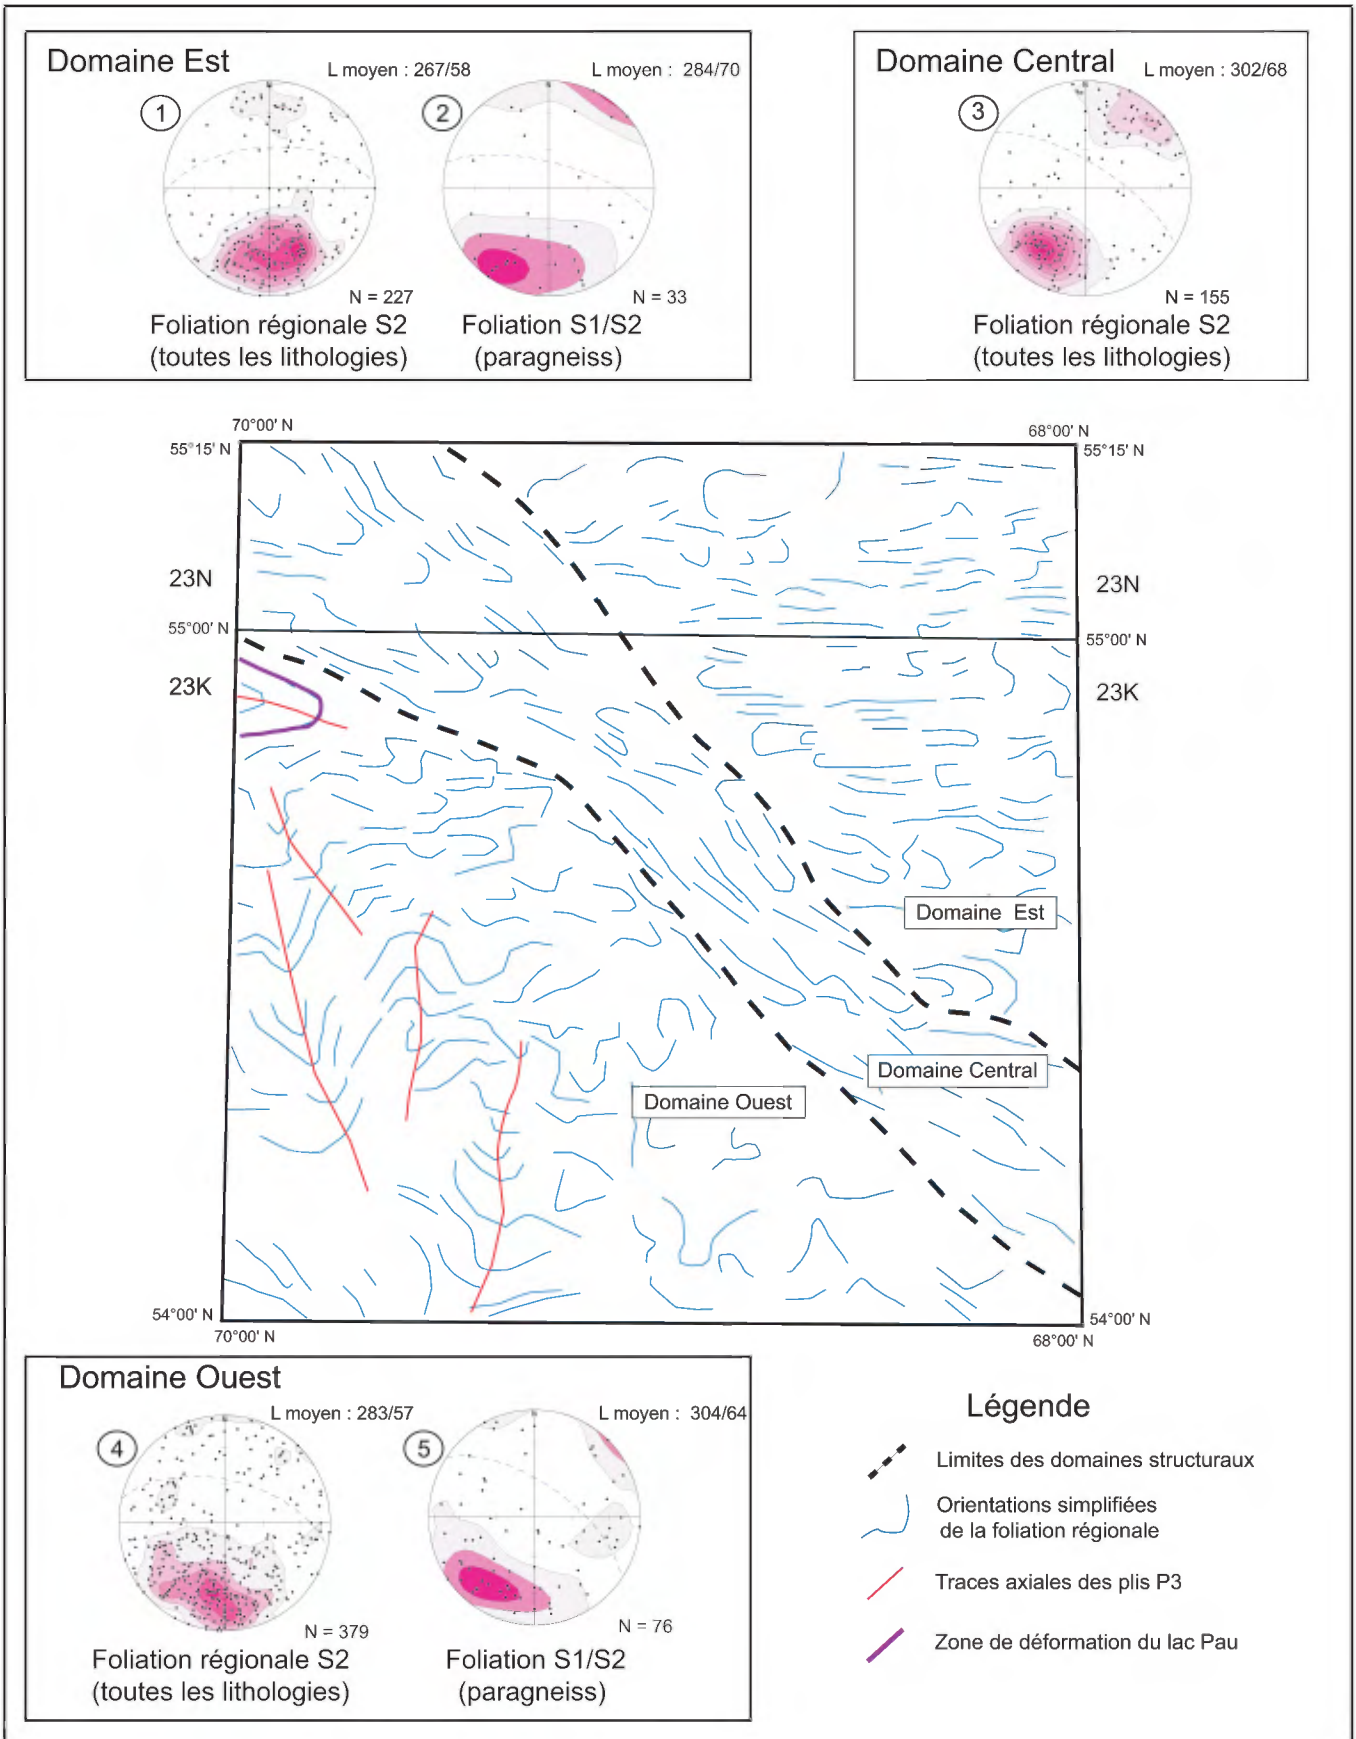 Domaine Est
L moyen : 267/58
L moyen : 284/70
1
2
N = 227
N = 33
Foliation régionale S2
(toutes les lithologies)
Foliation S1/S2
(paragneiss)
Domaine Central
L moyen : 302/68
3
N = 155
Foliation régionale S2
(toutes les lithologies)
70°00' N
68°00' N
55°15' N
55°15' N
23N
23N
55°00' N
55°00' N
23K
23K
Domaine Est
Domaine Central
Domaine Ouest
54°00' N
54°00' N
70°00' N
68°00' N
Domaine Ouest
L moyen : 283/57
L moyen : 304/64
4
5
N = 379
N = 76
Foliation régionale S2
(toutes les lithologies)
Foliation S1/S2
(paragneiss)
Légende
Limites des domaines structuraux
Orientations simplifiées
de la foliation régionale
Traces axiales des plis P3
Zone de déformation du lac Pau